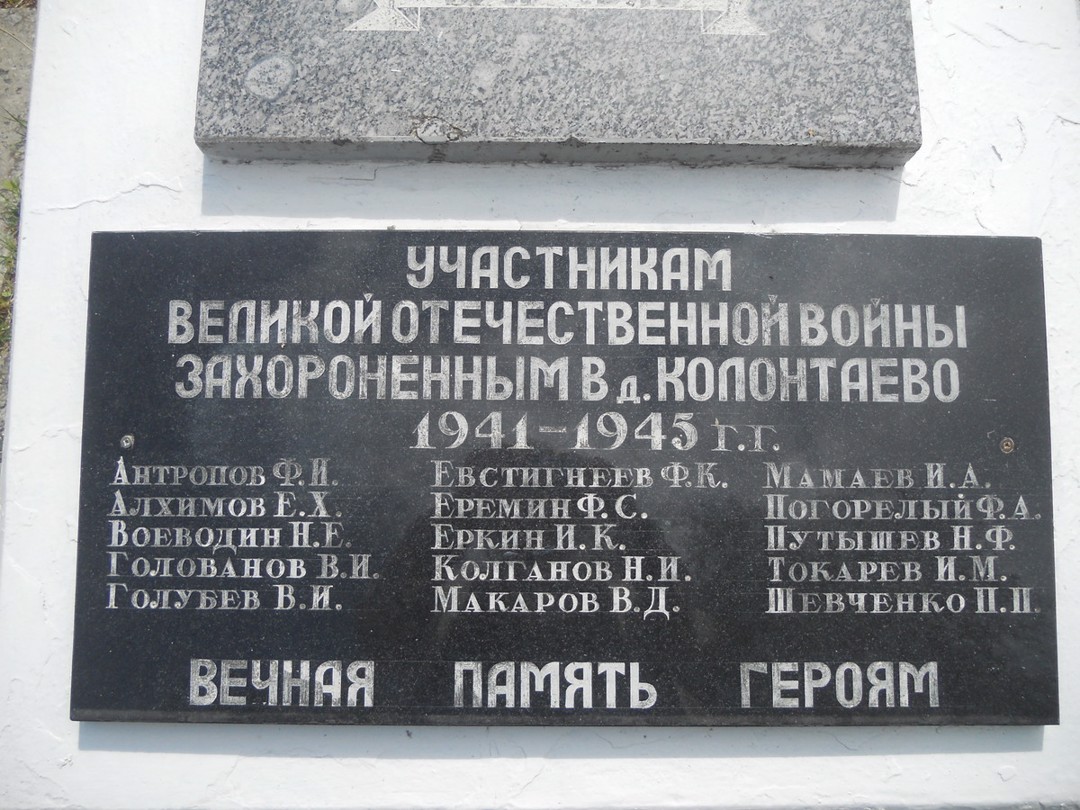 УЧАСТНИКАМ
ВЕЛИКОЙ ОТЕЧЕСТВЕННОЙ ВОЙНЫ
ЗАХОРОНЕННЫМ В д. КОЛОНТАЕВО
1941-1945 г.г.
Антропов Ф.И.
Алхимов Е.Х.
Воеводин Н.Е.
Голованов В.И.
Голубев В.И.
Евстигнеев Ф.К.
Еремин Ф.С.
Еркин И.К.
Колганов Н.И.
Макаров В.Д.
Мамаев И.А.
Погорелый Ф.А.
Путышев Н.Ф.
Токарев И.М.
Шевченко П.П.
ВЕЧНАЯ ПАМЯТЬ ГЕРОЯМ